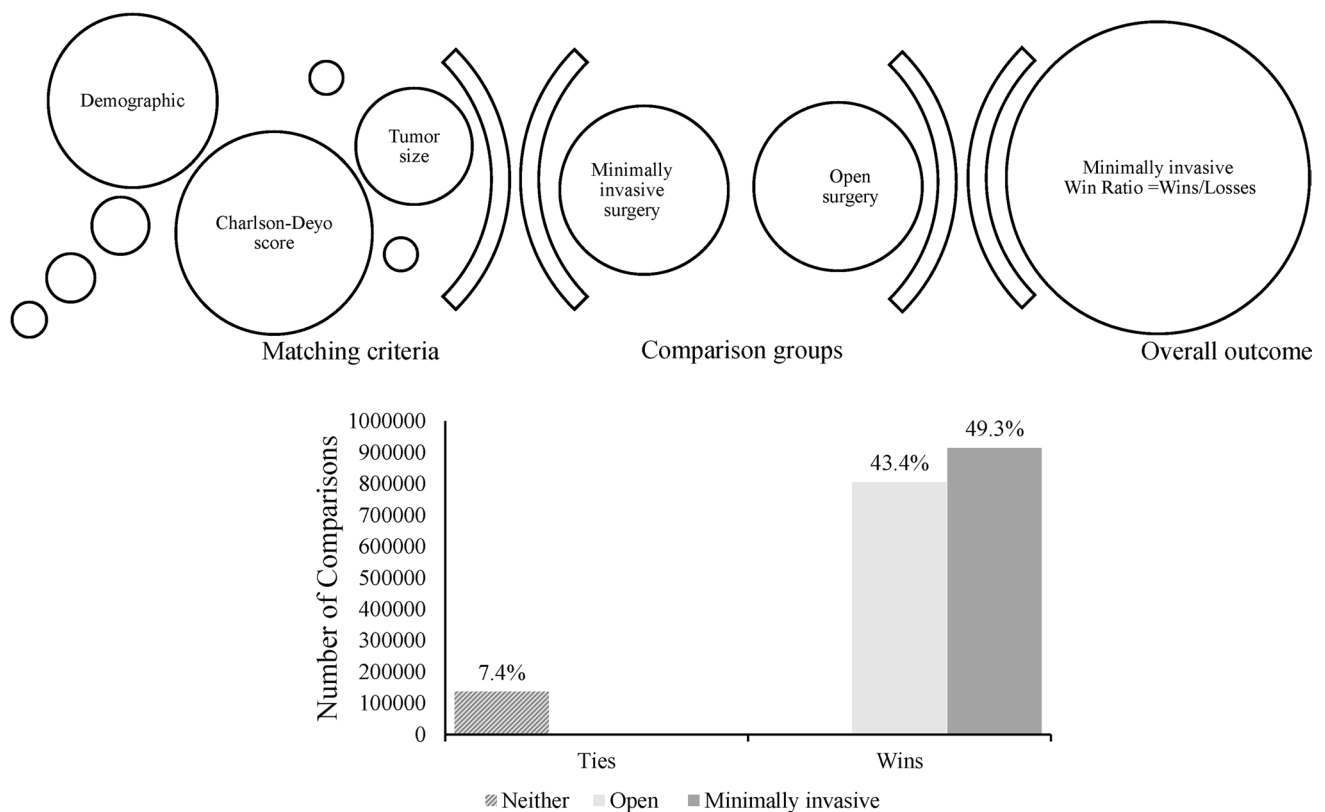 Demographic
Tumor
size
Charlson-Deyo
score
Minimally
invasive
surgery
Open
surgery
Minimally invasive
Win Ratio =Wins/Losses
Matching criteria
Comparison groups
Overall outcome
Number of Comparisons
1000000
900000
800000
700000
600000
500000
400000
300000
200000
100000
0
7.4%
43.4%
49.3%
Ties
Wins
Neither
Open
Minimally invasive